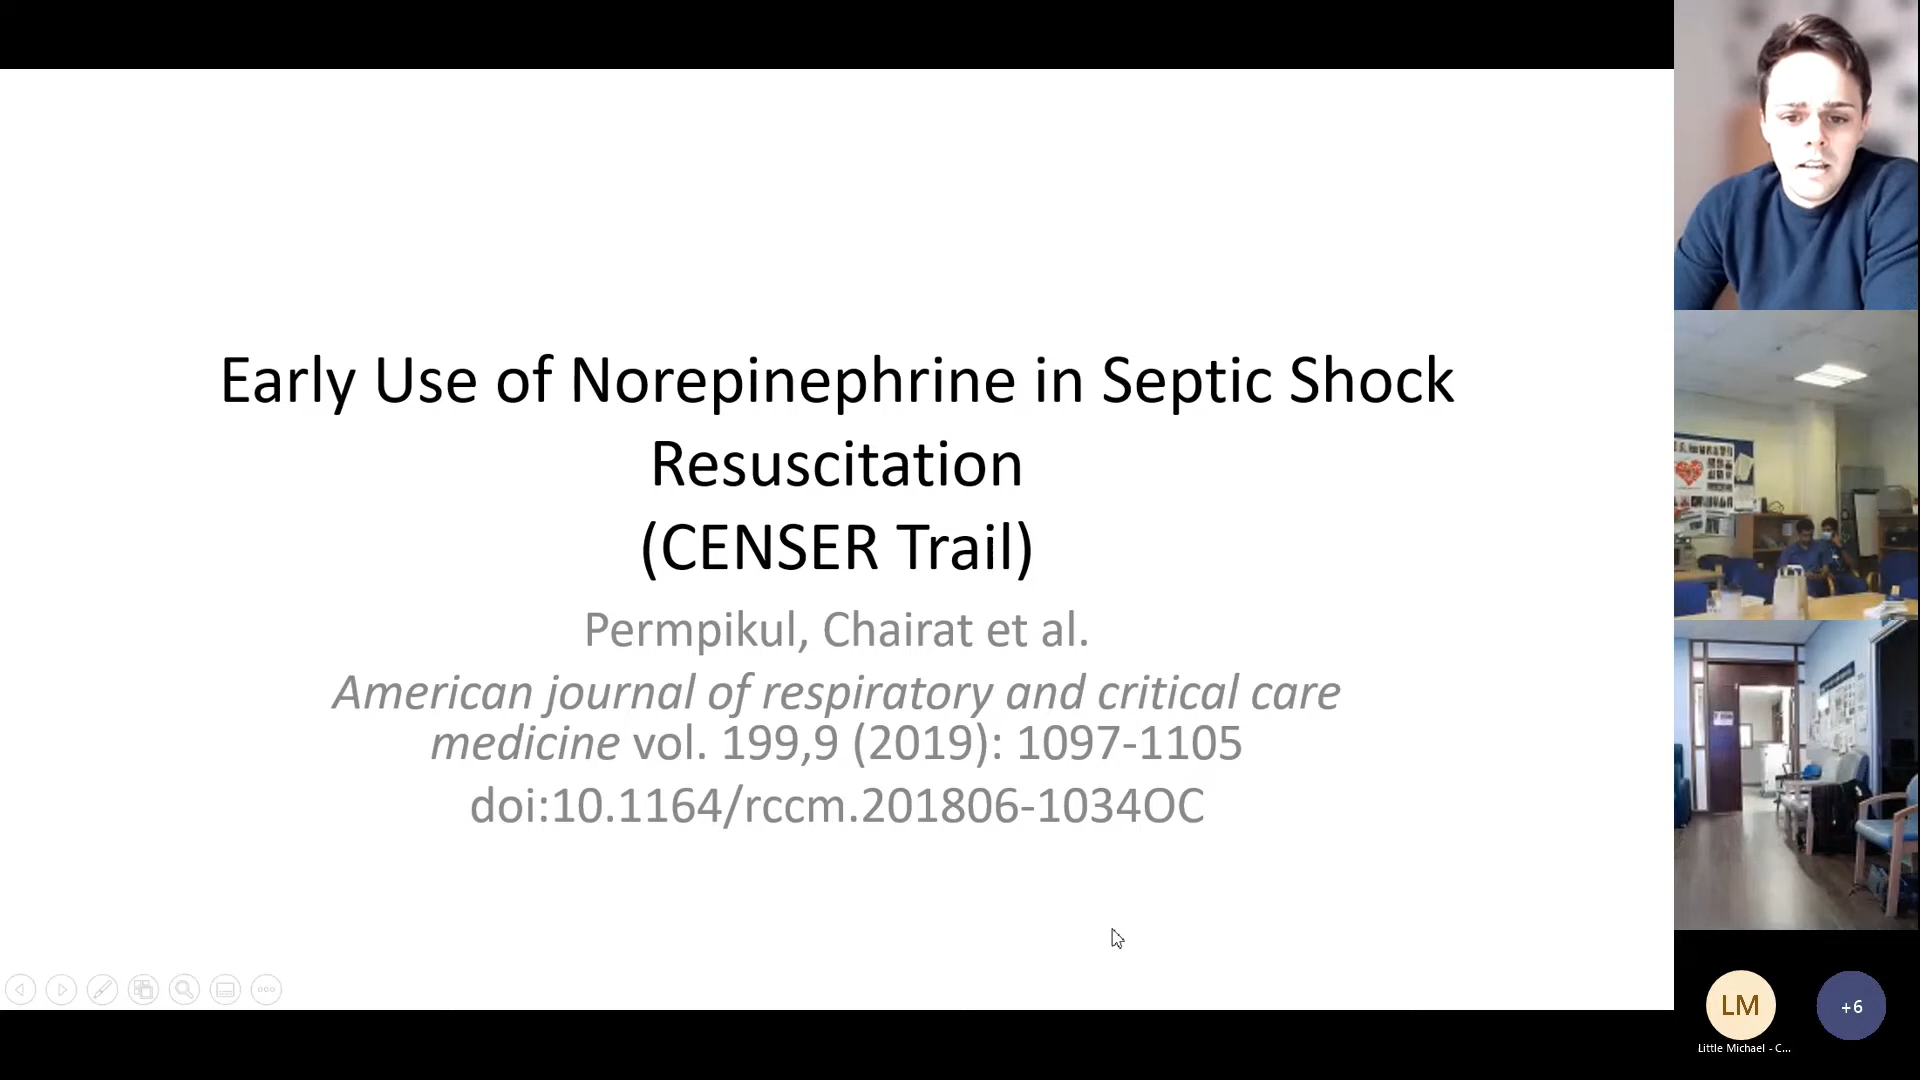 Early Use of Norepinephrine in Septic Shock
Resuscitation
(CENSER Trail)
Permpikul, Chairat et al.
American journal of respiratory and critical care
medicine vol. 199,9 (2019): 1097-1105
doi:10.1164/rccm.201806-1034OC
LM
+6
Little Michael - C...